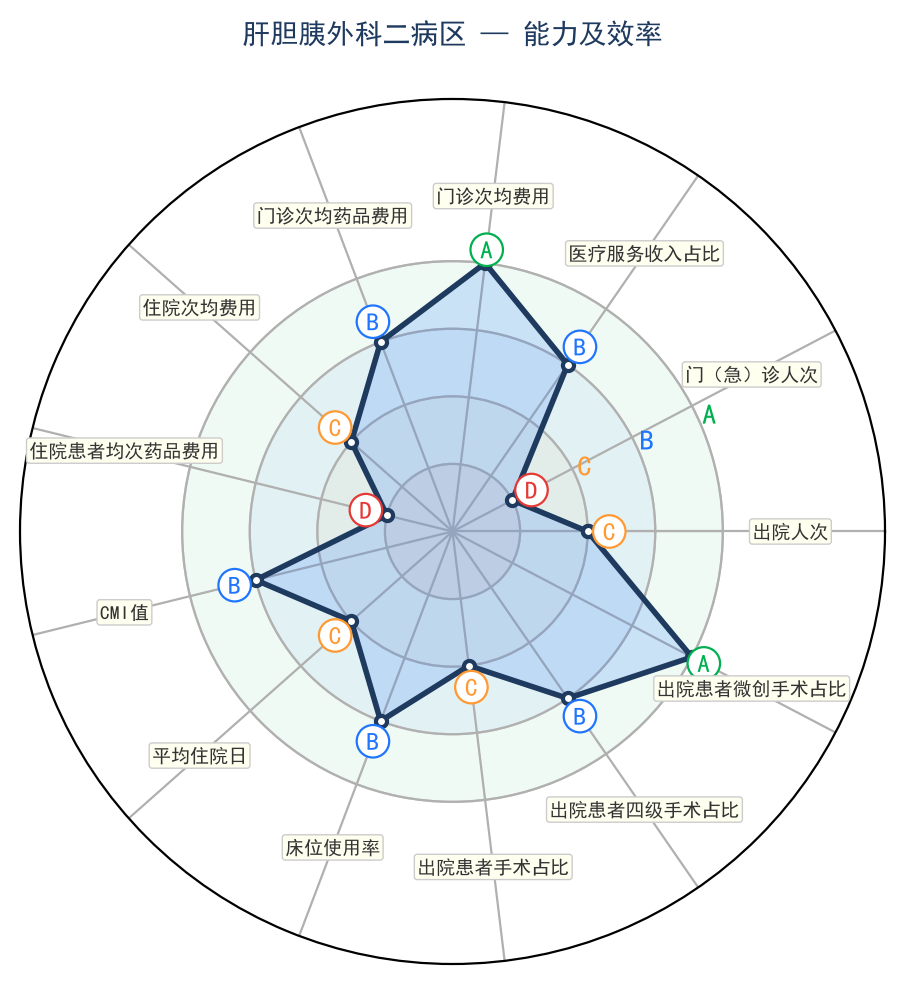 肝胆胰外科二病区 — 能力及效率
门诊次均费用
门诊次均药品费用
A
医疗服务收入占比
住院次均费用
B
B
门（急）诊人次
A
C
B
住院患者均次药品费用
C
D
D
C
出院人次
B
CMI值
C
A
出院患者微创手术占比
C
B
B
平均住院日
出院患者四级手术占比
床位使用率
出院患者手术占比